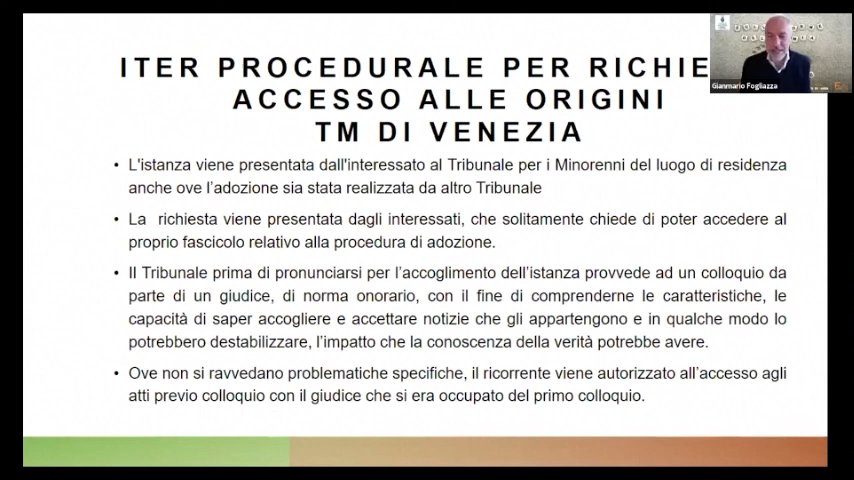 ITER PROCEDURALE PER RICHIE
ACCESSO ALLE ORIGINI
TM DI VENEZIA
• L'istanza viene presentata dall'interessato al Tribunale per i Minorenni del luogo di residenza
anche ove l'adozione sia stata realizzata da altro Tribunale
• La richiesta viene presentata dagli interessati, che solitamente chiede di poter accedere al
proprio fascicolo relativo alla procedura di adozione.
• Il Tribunale prima di pronunciarsi per l'accoglimento dell'istanza provvede ad un colloquio da
parte di un giudice, di norma onorario, con il fine di comprenderne le caratteristiche, le
capacità di saper accogliere e accettare notizie che gli appartengono e in qualche modo lo
potrebbero destabilizzare, l'impatto che la conoscenza della verità potrebbe avere.
• Ove non si ravvedano problematiche specifiche, il ricorrente viene autorizzato all'accesso agli
atti previo colloquio con il giudice che si era occupato del primo colloquio.
Gianmario Fogliazza